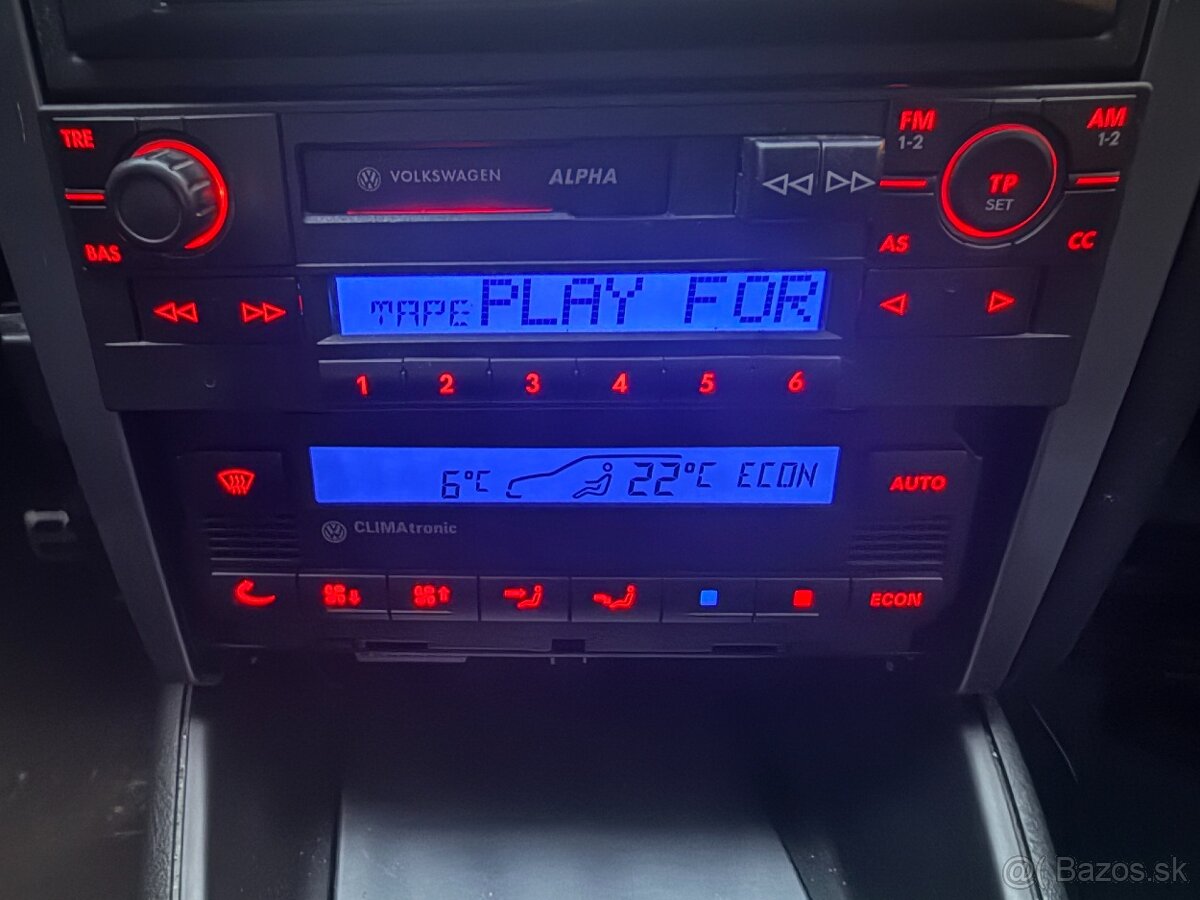 TRE
VOLKSWAGEN ALPHA
FM
1-2
AM
1-2
TP
SET
BAS
AS
CC
TAPE PLAY FOR
1 2 3 4 5 6
6°C 22°C ECON
AUTO
CLIMAtronic
ECON
@( Bazos.sk